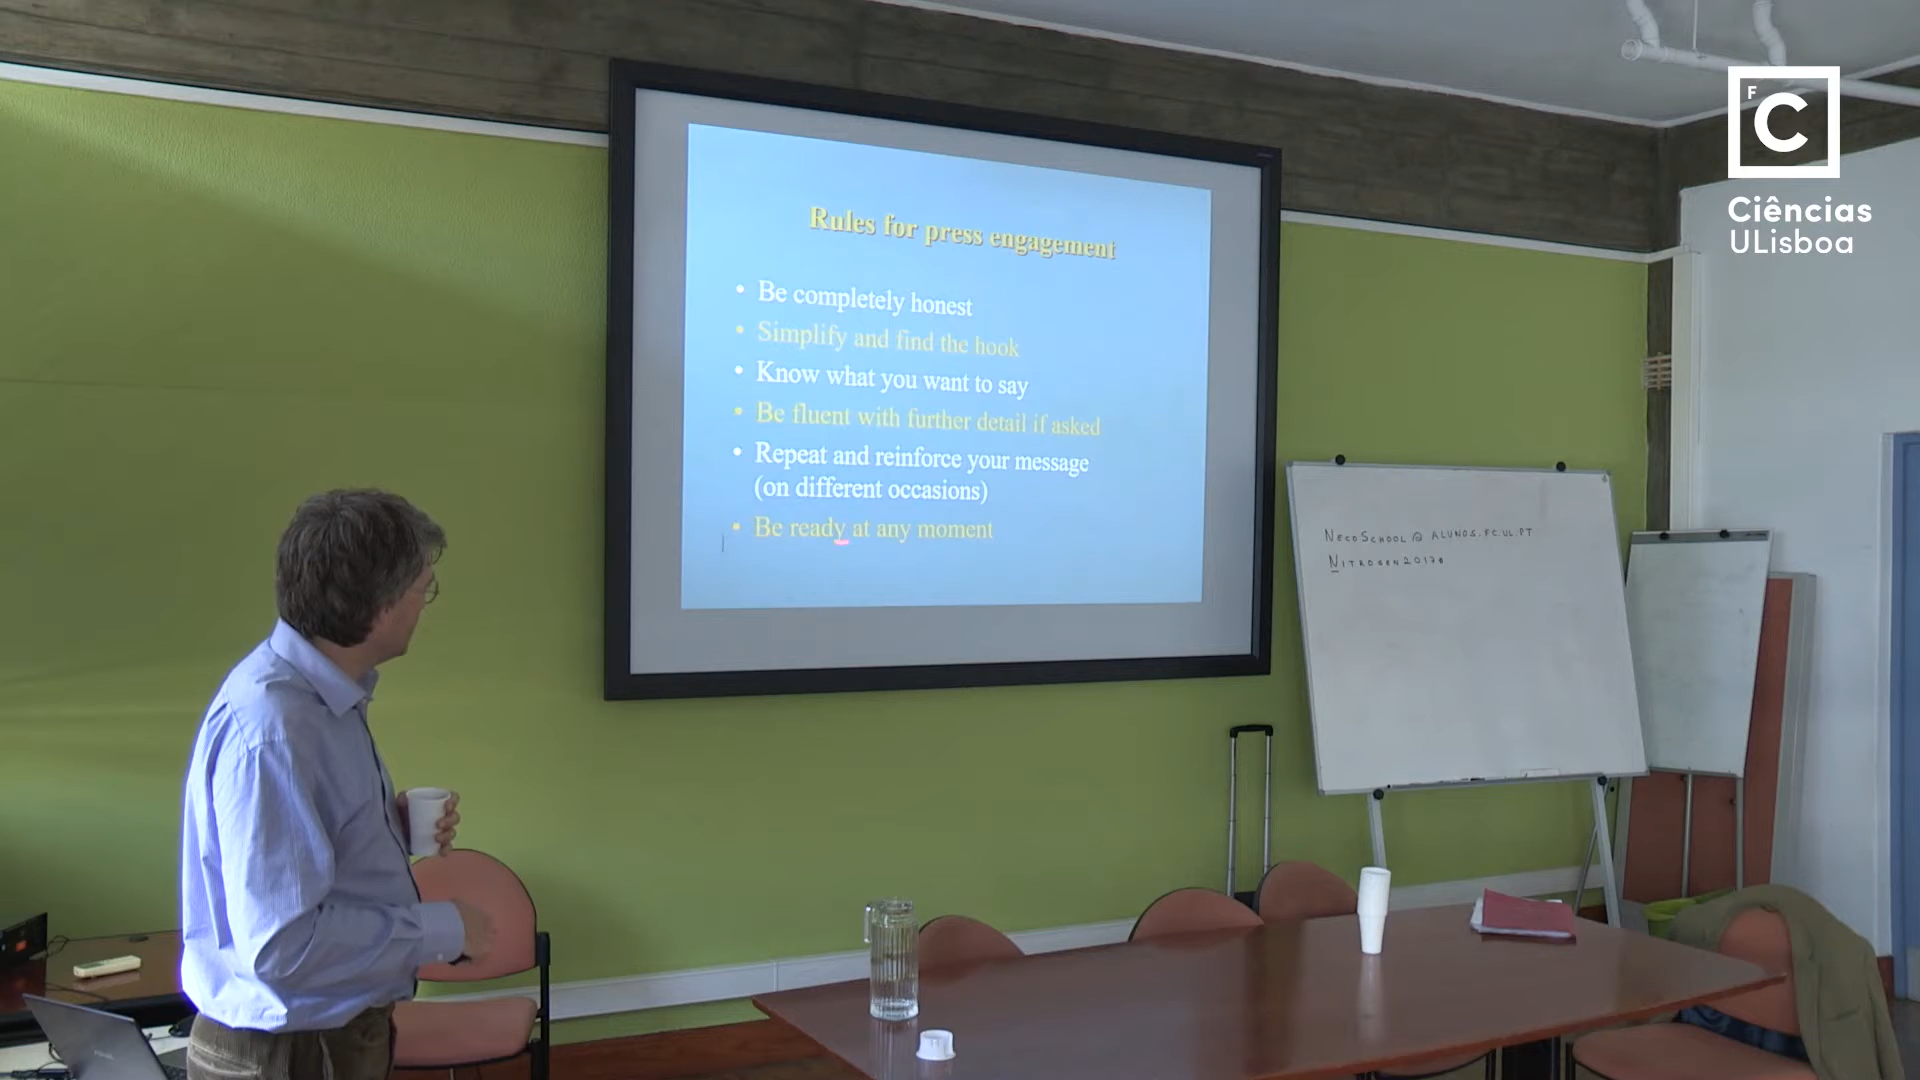 Rules for press engagement
• Be completely honest
• Simplify and find the hook
• Know what you want to say
• Be fluent with further detail if asked
• Repeat and reinforce your message
(on different occasions)
• Be ready at any moment
NECOSCHOOL@ALUNOS.FC.UL.PT
F
C
Ciências
ULisboa